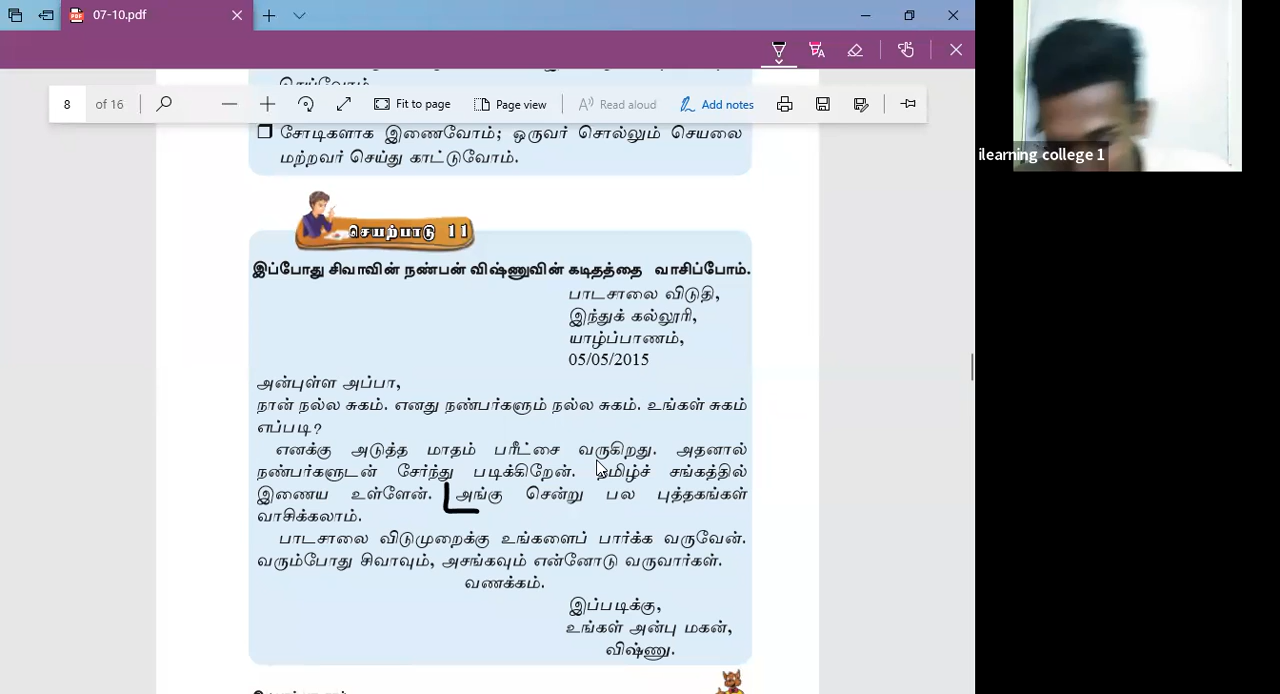 07-10.pdf
8 of 16
Fit to page
Page view
Read aloud
Add notes
செய்வோம்
சோடிகளாக இணைவோம்; ஒருவர் சொல்லும் செயலை
மற்றவர் செய்து காட்டுவோம்.
செயற்பாடு 11
இப்போது சிவாவின் நண்பன் விஷ்ணுவின் கடிதத்தை வாசிப்போம்.
பாடசாலை விடுதி,
இந்துக் கல்லூரி,
யாழ்ப்பாணம்,
05/05/2015
அன்புள்ள அப்பா,
நான் நல்ல சுகம். எனது நண்பர்களும் நல்ல சுகம். உங்கள் சுகம்
எப்படி?
எனக்கு அடுத்த மாதம் பரீட்சை வருகிறது. அதனால்
நண்பர்களுடன் சேர்ந்து படிக்கிறேன். தமிழ்ச் சங்கத்தில்
இணைய உள்ளேன். அங்கு சென்று பல புத்தகங்கள்
வாசிக்கலாம்.
பாடசாலை விடுமுறைக்கு உங்களைப் பார்க்க வருவேன்.
வரும்போது சிவாவும், அசங்கவும் என்னோடு வருவார்கள்.
வணக்கம்.
இப்படிக்கு,
உங்கள் அன்பு மகன்,
விஷ்ணு.
ilearning college 1